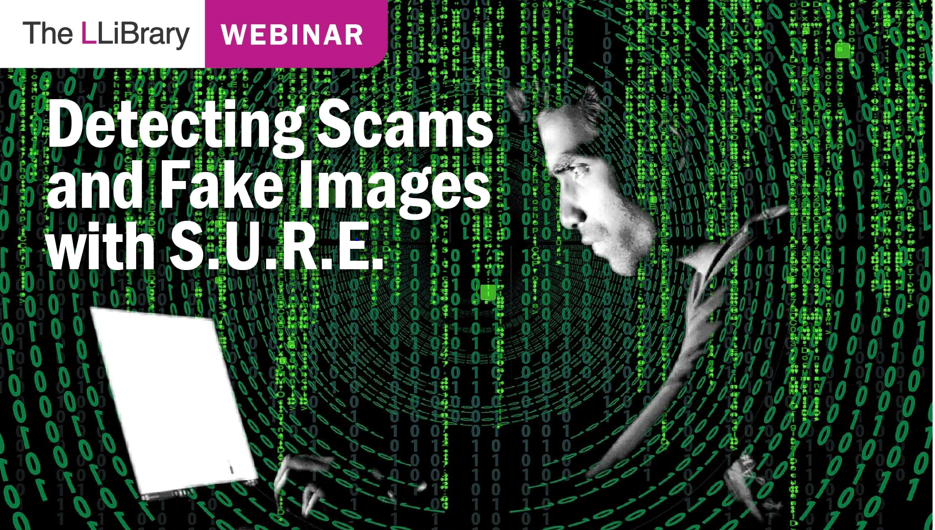 The LLiBrary WEBINAR
Detecting Scams
and Fake Images
with S.U.R.E.